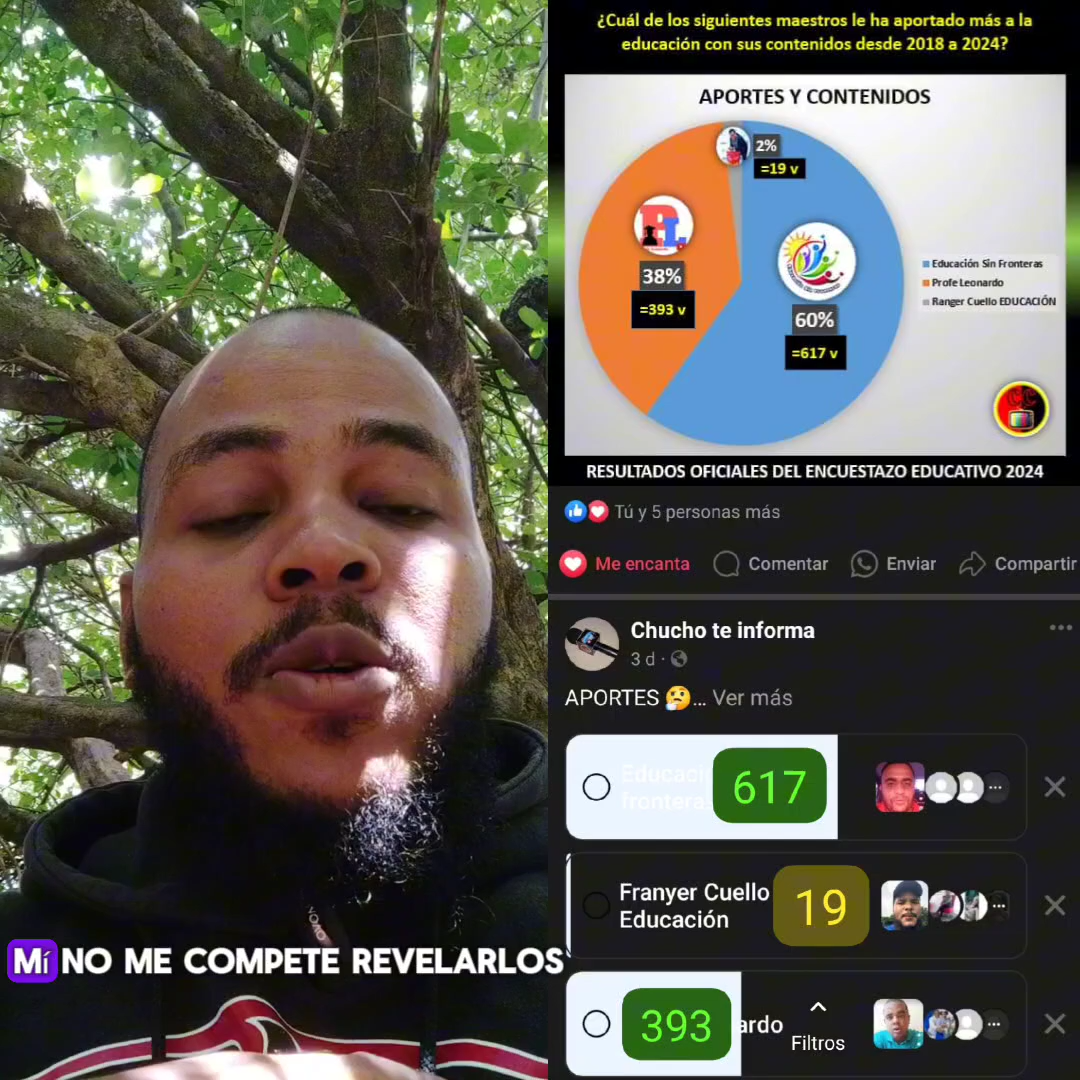 ¿Cuál de los siguientes maestros le ha aportado más a la
educación con sus contenidos desde 2018 a 2024?
APORTES Y CONTENIDOS
2%
=19 v
38%
=393 v
60%
=617 v
Educación Sin Fronteras
Profe Leonardo
Ranger Cuello EDUCACIÓN
RESULTADOS OFICIALES DEL ENCUESTAZO EDUCATIVO 2024
Tú y 5 personas más
Me encanta
Comentar
Enviar
Compartir
Chucho te informa
3 d
APORTES 🤔... Ver más
Educaci
frontera
617
Franyer Cuello
Educación
19
393
ardo
Filtros
Mí NO ME COMPETE REVELARLOS